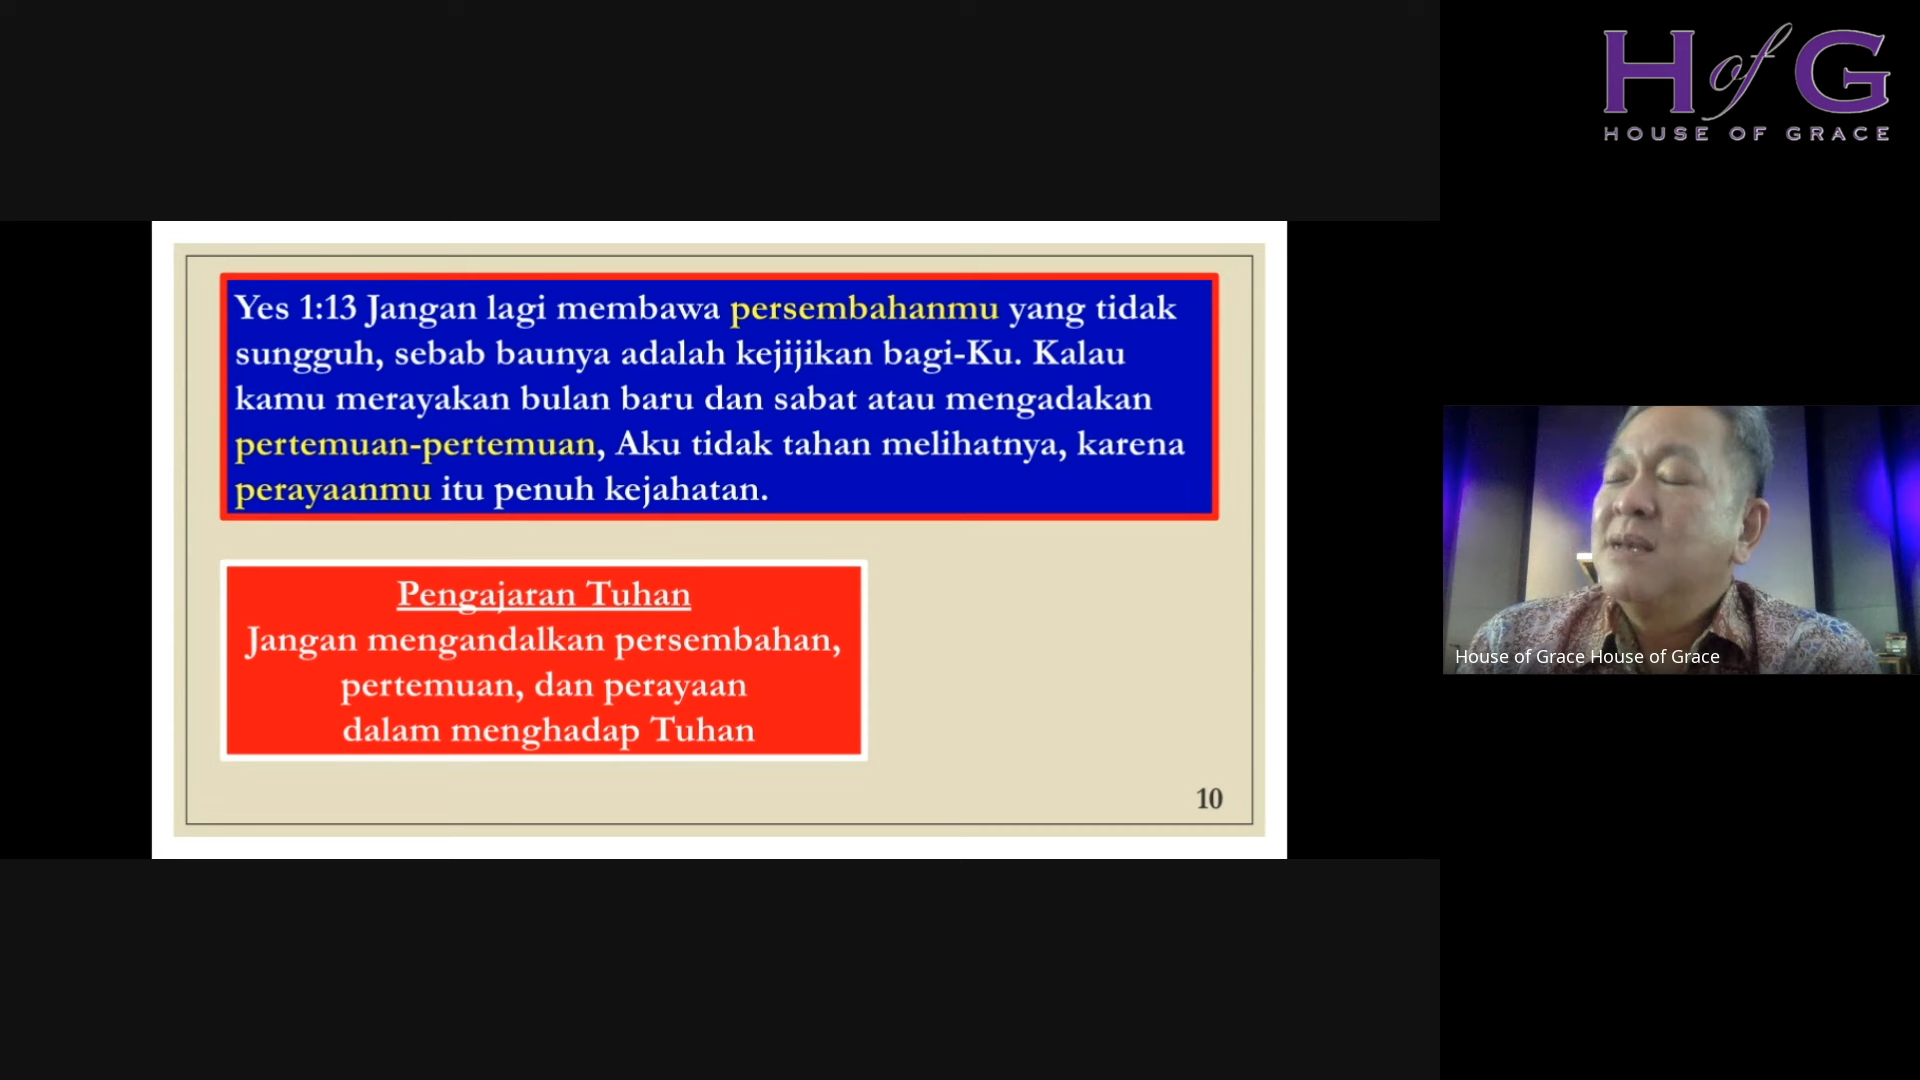 H of G
HOUSE OF GRACE
Yes 1:13 Jangan lagi membawa persembahanmu yang tidak
sungguh, sebab baunya adalah kejijikan bagi-Ku. Kalau
kamu merayakan bulan baru dan sabat atau mengadakan
pertemuan-pertemuan, Aku tidak tahan melihatnya, karena
perayaanmu itu penuh kejahatan.
Pengajaran Tuhan
Jangan mengandalkan persembahan,
pertemuan, dan perayaan
dalam menghadap Tuhan
10
House of Grace House of Grace